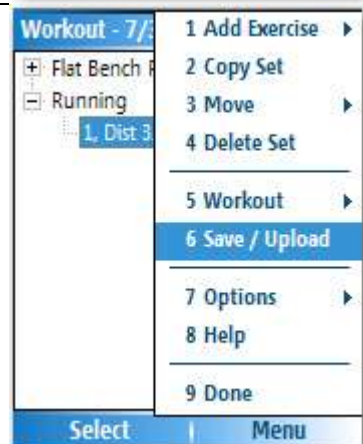 Workout - 7/3
1 Add Exercise
+ Flat Bench
2 Copy Set
- Running
3 Move
1, Dist 3
4 Delete Set
5 Workout
6 Save / Upload
7 Options
8 Help
9 Done
Select
Menu